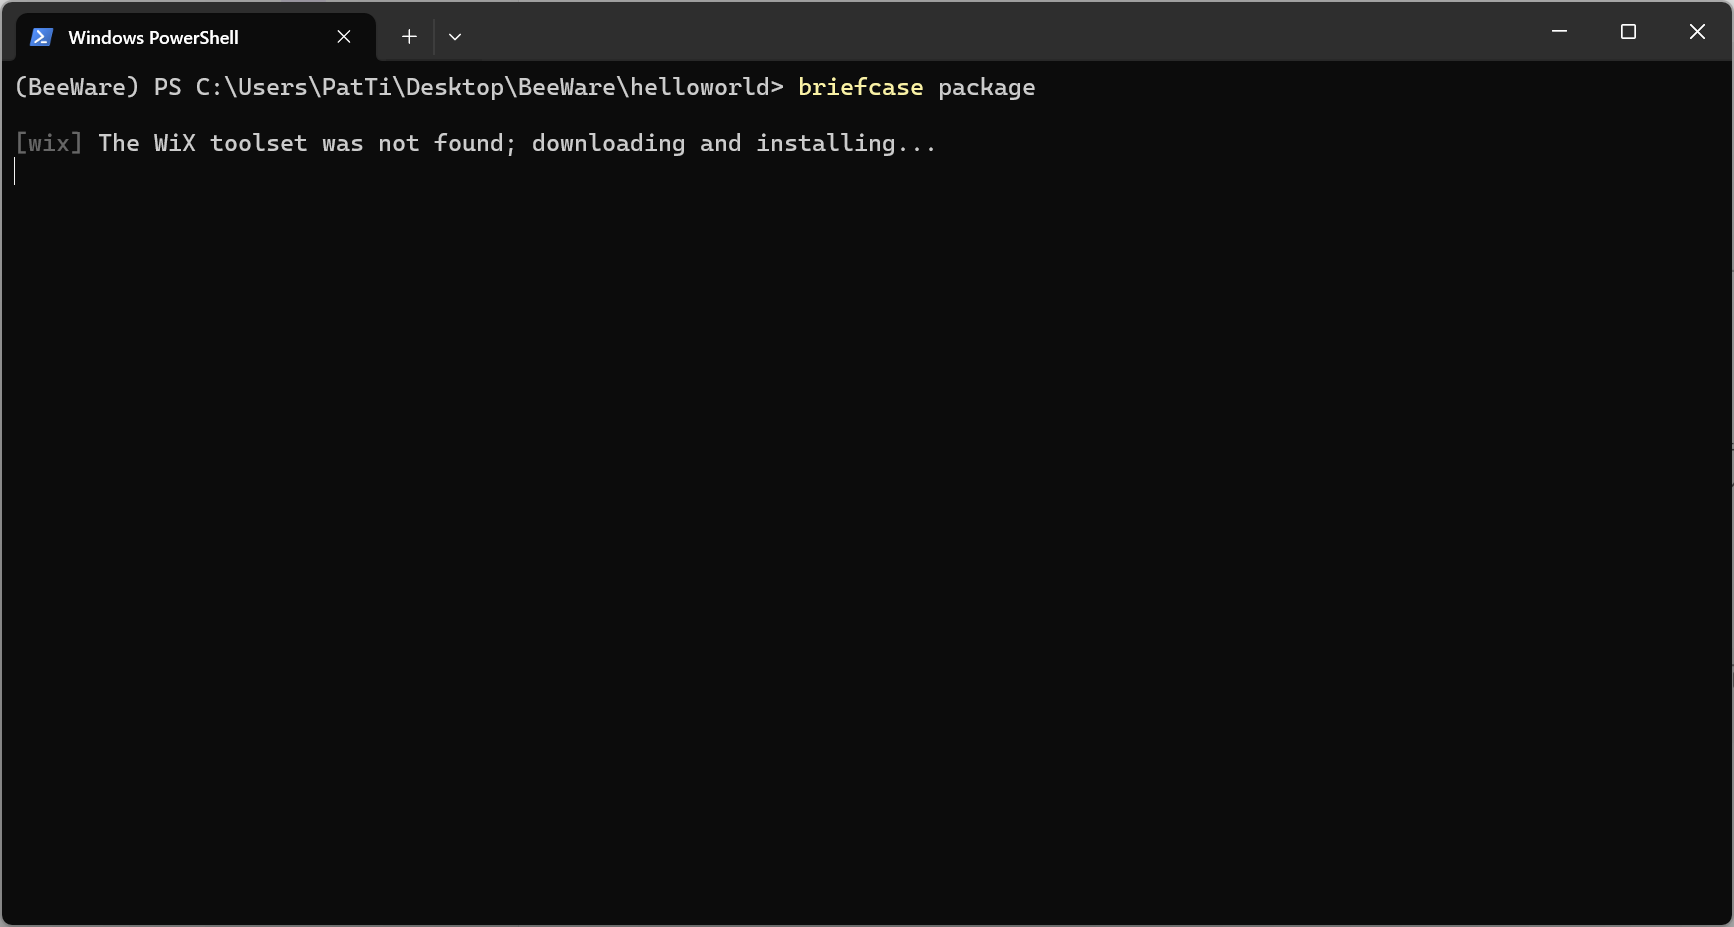 Windows PowerShell
(BeeWare) PS C:\Users\PatTi\Desktop\BeeWare\helloworld> briefcase package
[wix] The WiX toolset was not found; downloading and installing...